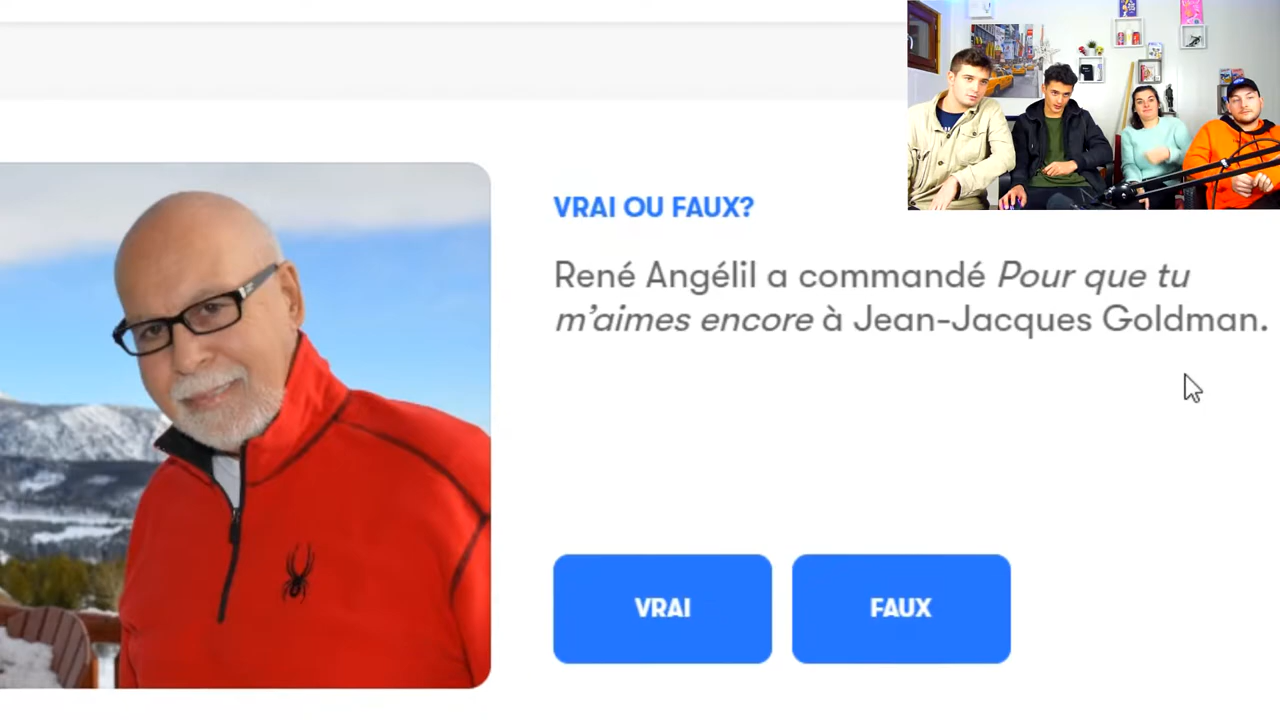 VRAI OU FAUX?
René Angélil a commandé Pour que tu
m’aimes encore à Jean-Jacques Goldman.
VRAI
FAUX